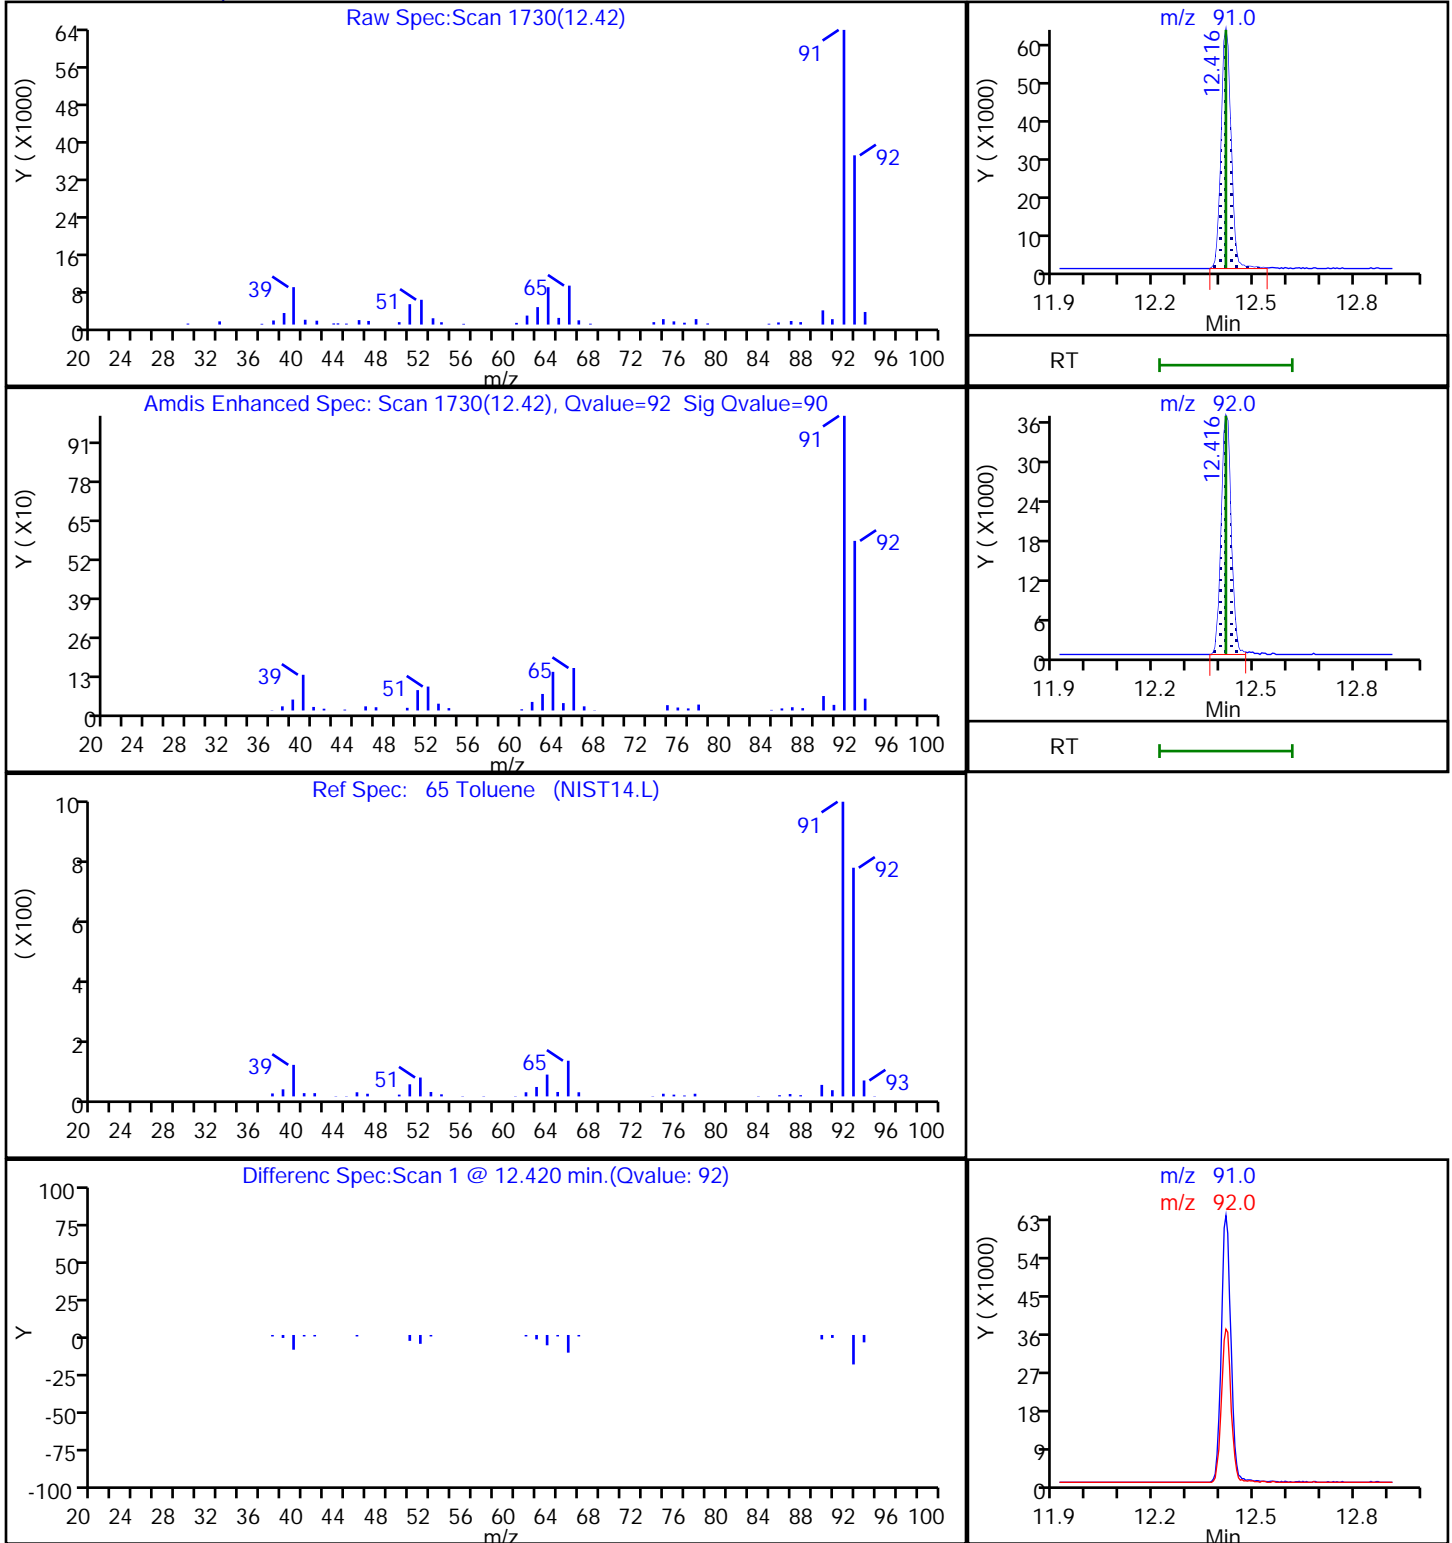 Raw Spec:Scan 1730(12.42)
Y ( X1000)
64
56
48
40
32
24
16
8
0
91
92
39
51
65
20 24 28 32 36 40 44 48 52 56 60 64 68 72 76 80 84 88 92 96 100
m/z
m/z 91.0
Y ( X1000)
60
50
40
30
20
10
0
12.416
11.9 12.2 12.5 12.8
Min
RT
Amdis Enhanced Spec: Scan 1730(12.42), Qvalue=92 Sig Qvalue=90
Y ( X10)
91
78
65
52
39
26
13
0
91
92
39
51
65
20 24 28 32 36 40 44 48 52 56 60 64 68 72 76 80 84 88 92 96 100
m/z
m/z 92.0
Y ( X1000)
36
30
24
18
12
6
0
12.416
11.9 12.2 12.5 12.8
Min
RT
Ref Spec: 65 Toluene (NIST14.L)
( X100)
10
8
6
4
2
0
91
92
39
51
65
93
20 24 28 32 36 40 44 48 52 56 60 64 68 72 76 80 84 88 92 96 100
Differenc Spec:Scan 1 @ 12.420 min.(Qvalue: 92)
Y
100
75
50
25
0
-25
-50
-75
-100
20 24 28 32 36 40 44 48 52 56 60 64 68 72 76 80 84 88 92 96 100
m/z
m/z 91.0
m/z 92.0
Y ( X1000)
63
54
45
36
27
18
9
0
11.9 12.2 12.5 12.8
Min